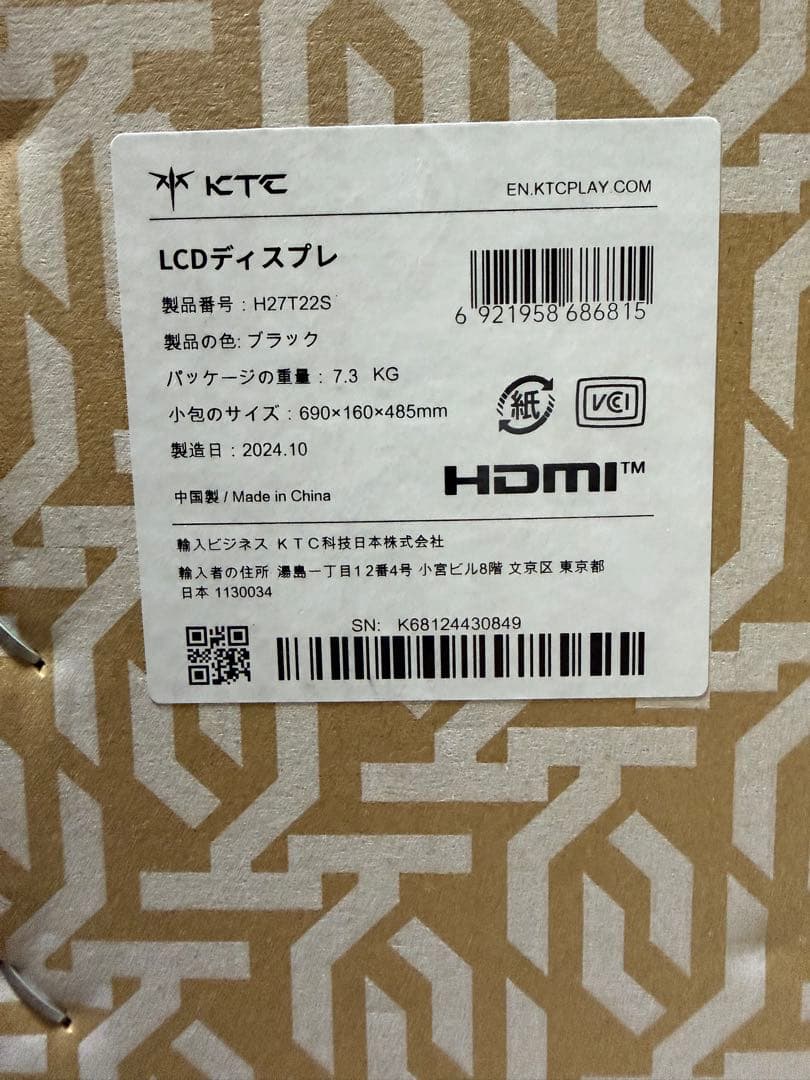 KTC
EN.KTCPLAY.COM
LCDディスプレ
製品番号：H27T22S
製品の色: ブラック
パッケージの重量：7.3 KG
小包のサイズ：690×160×485mm
製造日：2024.10
中国製 / Made in China
6 921958 686815
紙
VCCI
HDMI™
輸入ビジネス ＫＴＣ科技日本株式会社
輸入者の住所 湯島一丁目12番4号 小宮ビル8階 文京区 東京都
日本 1130034
SN: K68124430849